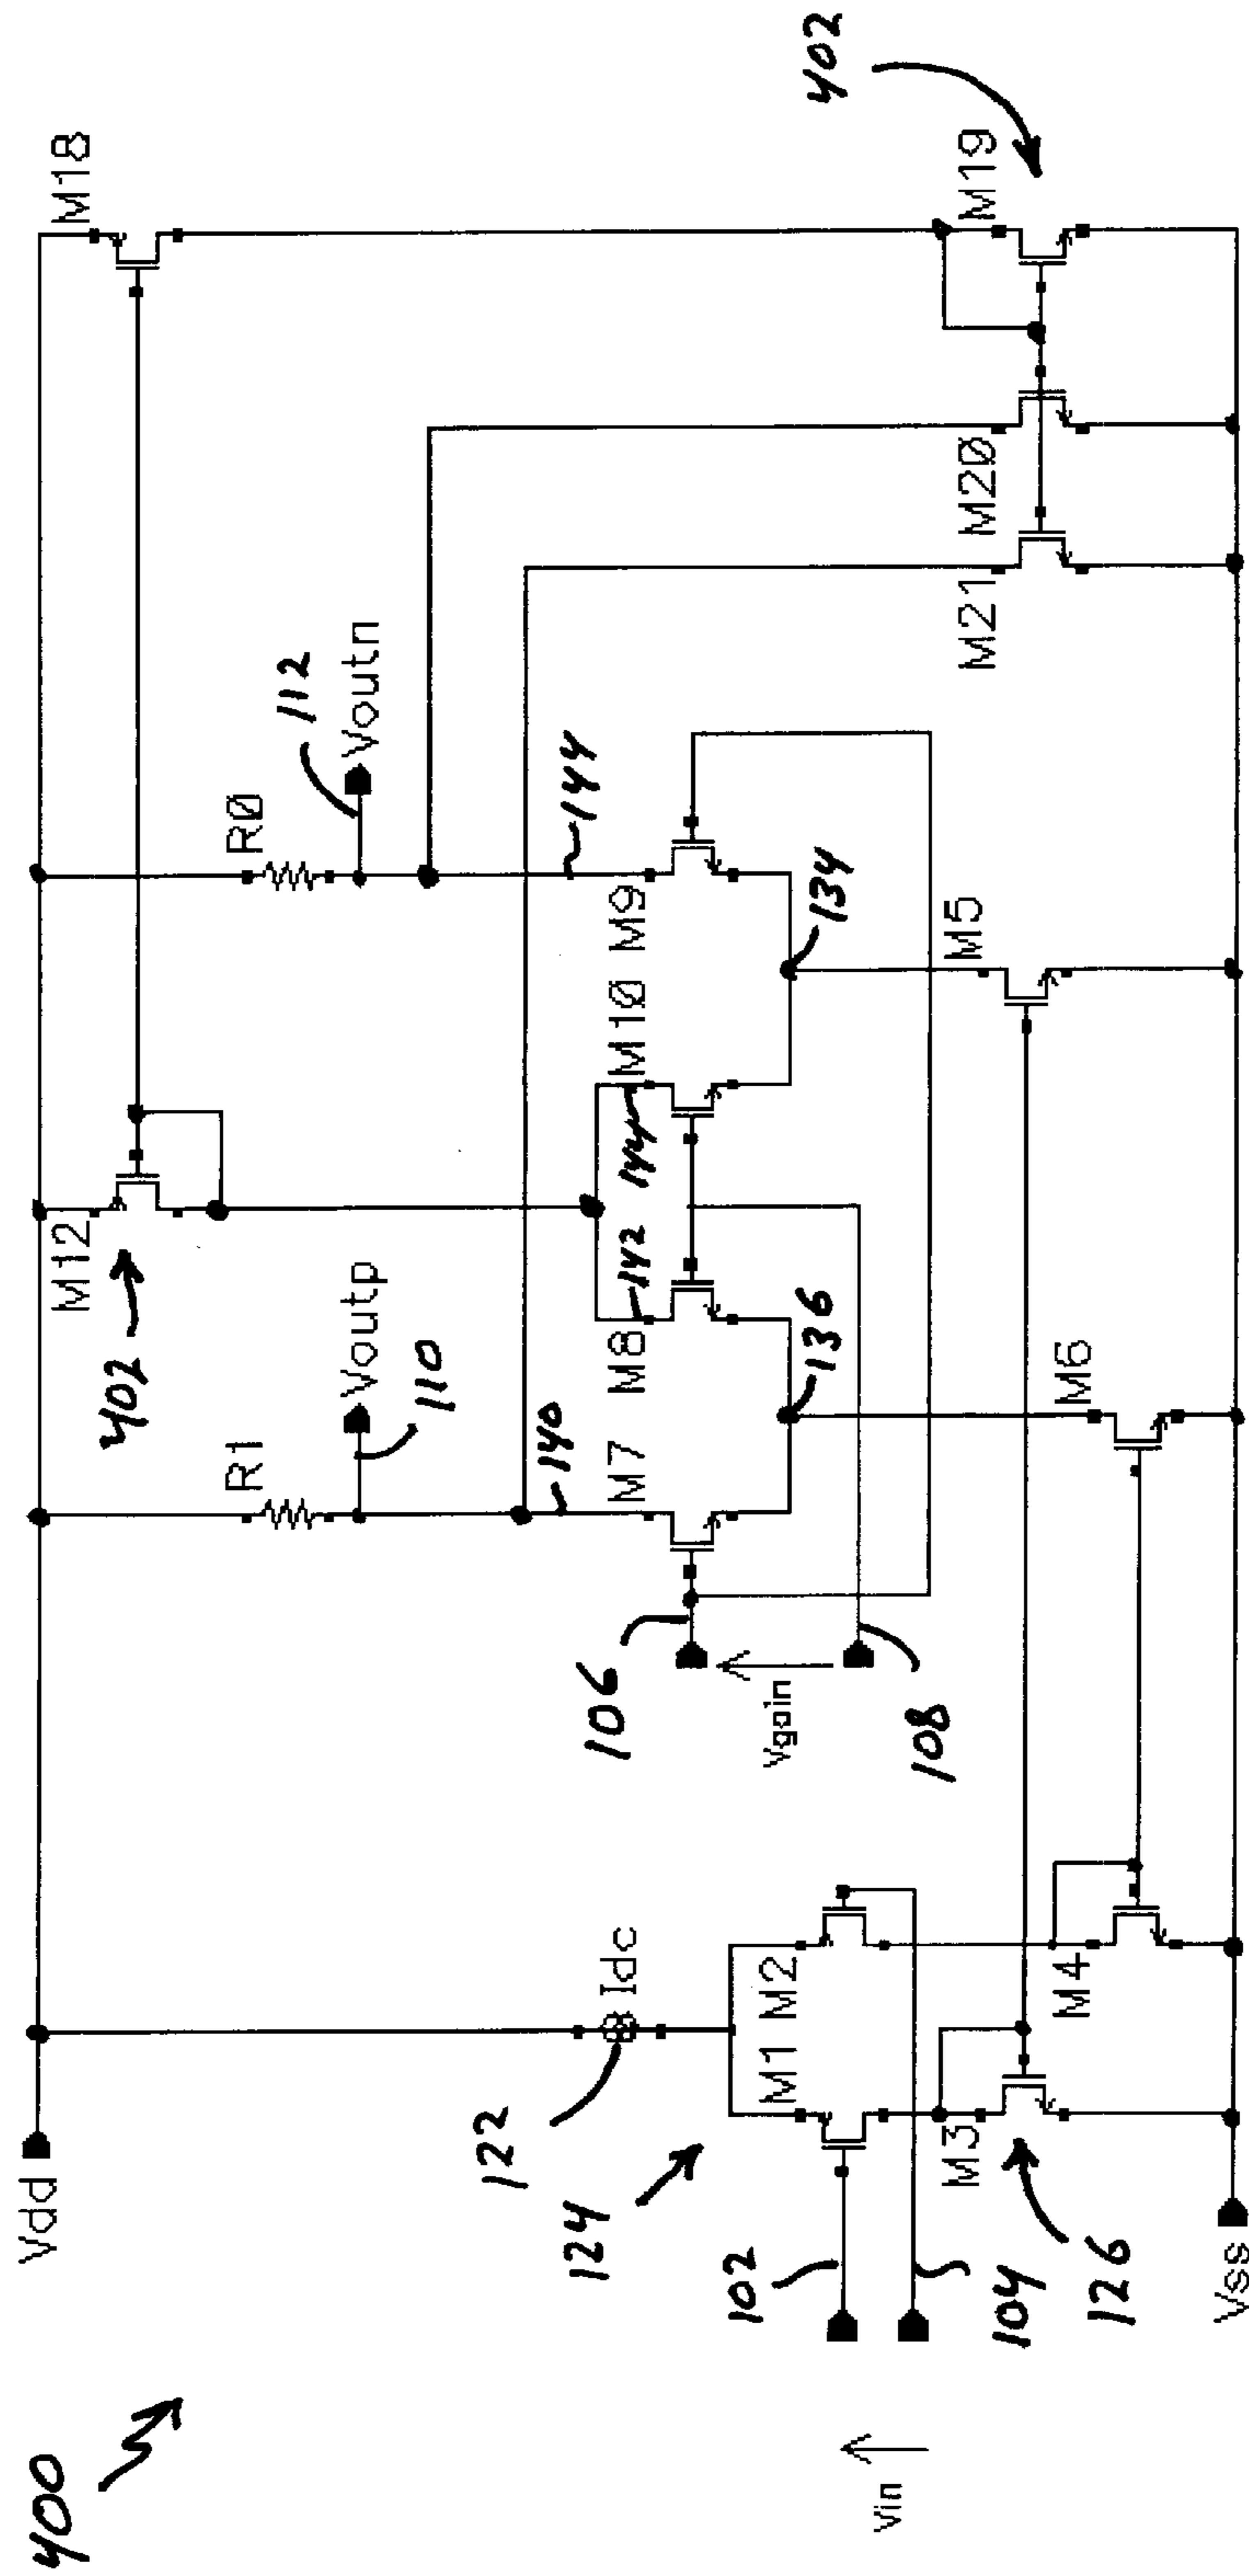 400
Vdd
Vss
Vin
102
104
122
124
126
Idc
M1
M2
M3
M4
106
108
Vgain
R1
Voutp
110
140
M7
M8
142
136
M6
402
M12
M10
144
M9
144
134
M5
R0
112
Voutn
M18
M21
M20
M19
402